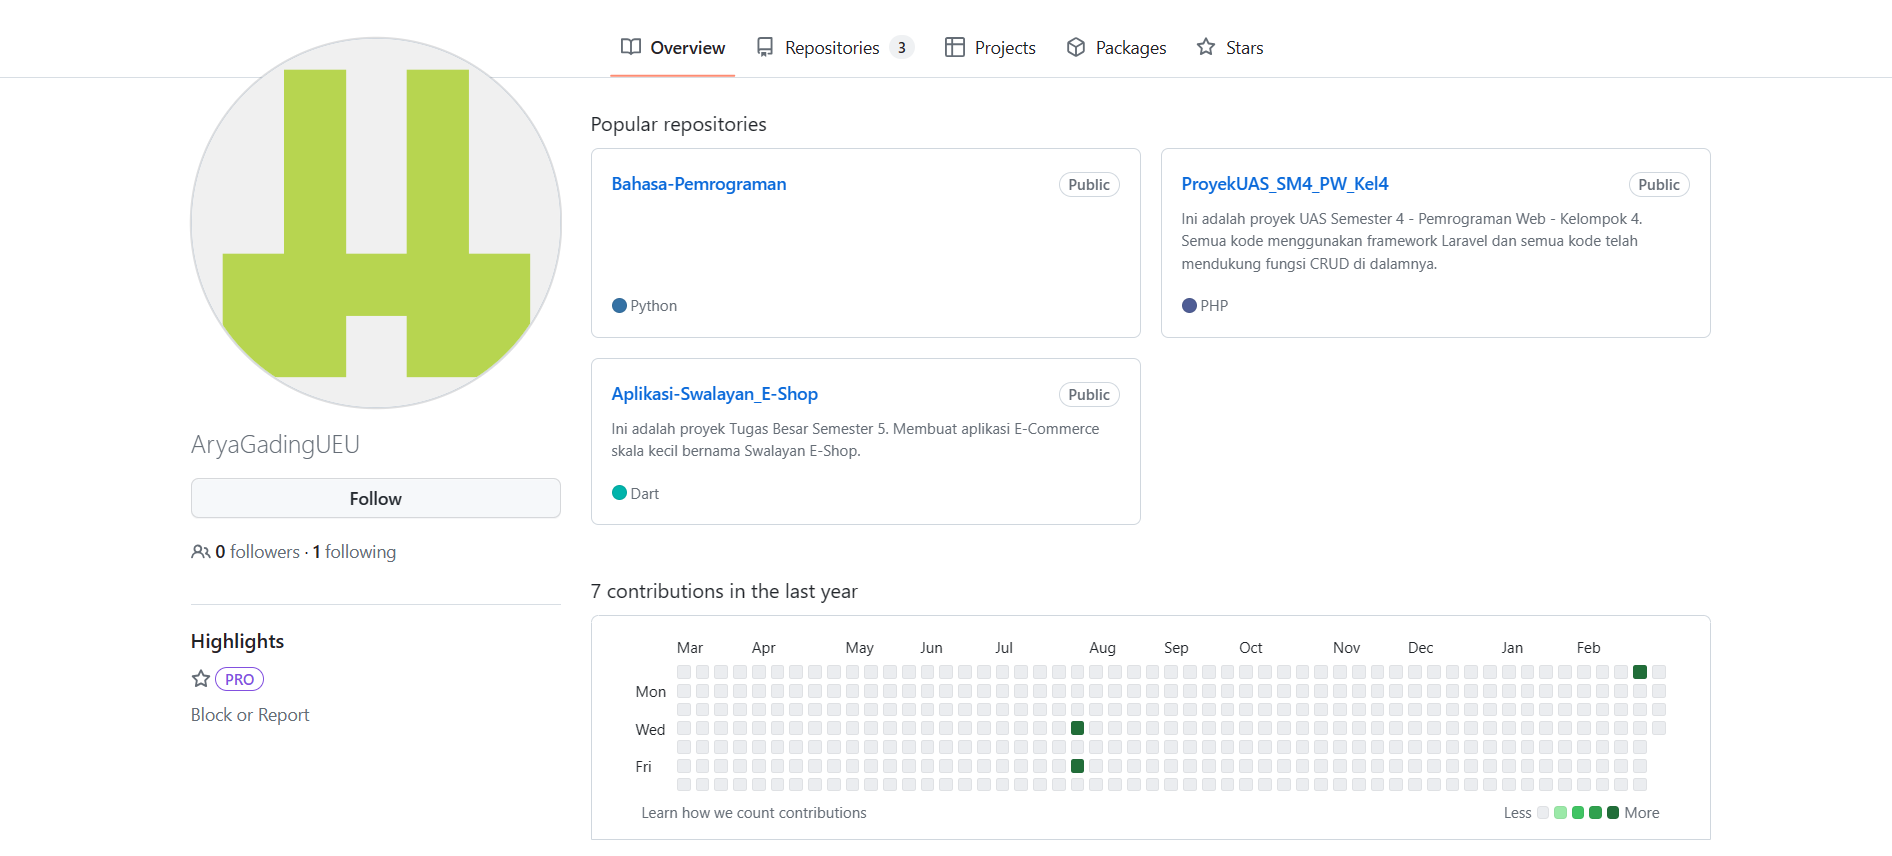 Overview
Repositories 3
Projects
Packages
Stars
AryaGadingUEU
Follow
0 followers · 1 following
Highlights
PRO
Block or Report
Popular repositories
Bahasa-Pemrograman
Public
Python
ProyekUAS_SM4_PW_Kel4
Public
Ini adalah proyek UAS Semester 4 - Pemrograman Web - Kelompok 4.
Semua kode menggunakan framework Laravel dan semua kode telah
mendukung fungsi CRUD di dalamnya.
PHP
Aplikasi-Swalayan_E-Shop
Public
Ini adalah proyek Tugas Besar Semester 5. Membuat aplikasi E-Commerce
skala kecil bernama Swalayan E-Shop.
Dart
7 contributions in the last year
Mar Apr May Jun Jul Aug Sep Oct Nov Dec Jan Feb
Mon
Wed
Fri
Learn how we count contributions
Less More